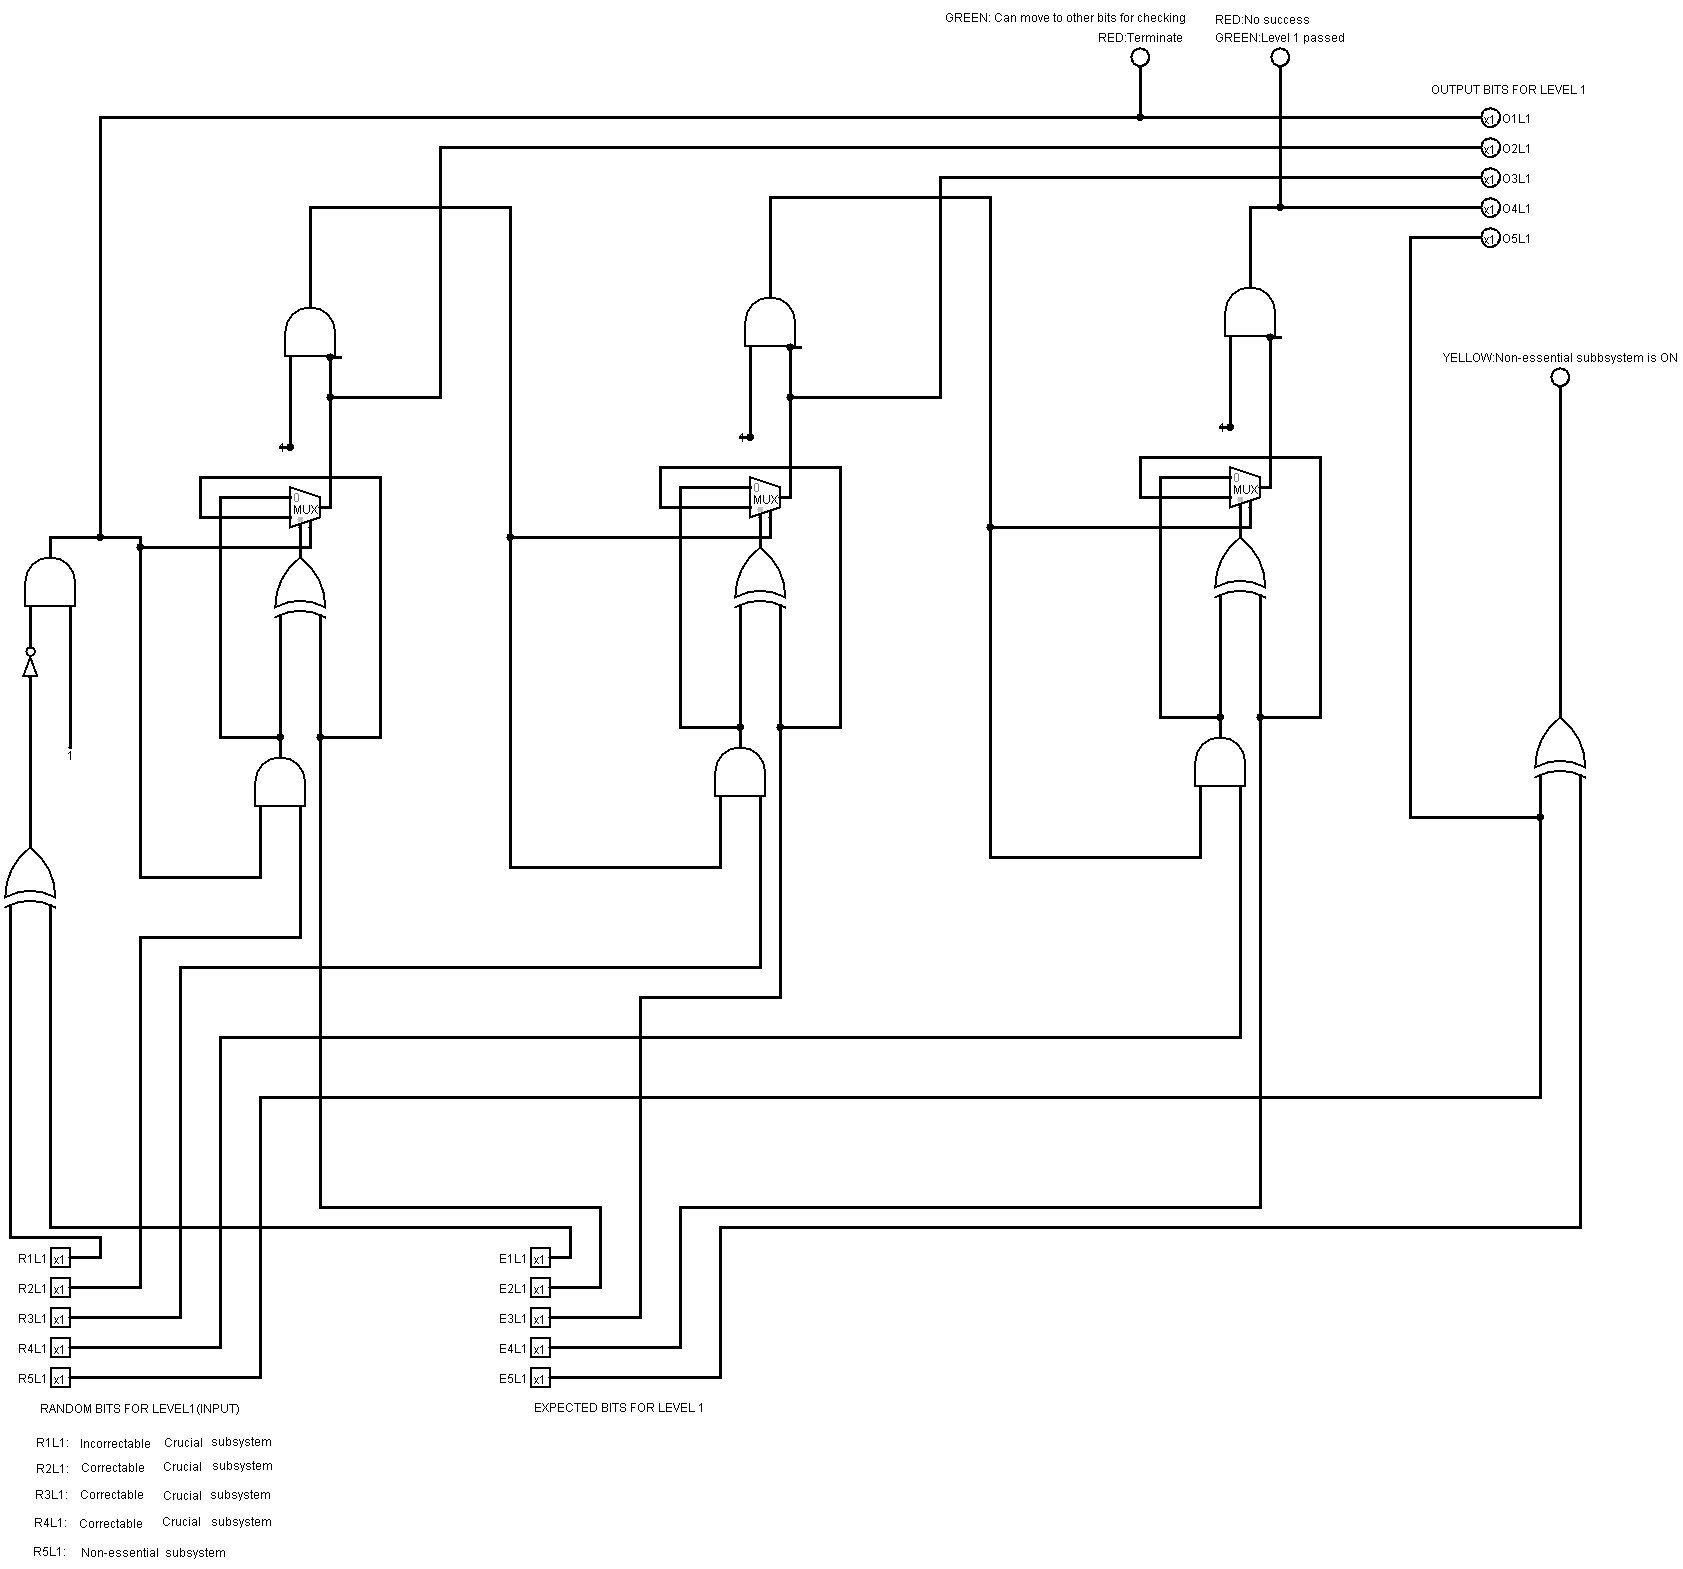 GREEN: Can move to other bits for checking
RED:Terminate
RED:No success
GREEN:Level 1 passed
OUTPUT BITS FOR LEVEL 1
x1 O1L1
x1 O2L1
x1 O3L1
x1 O4L1
x1 O5L1
YELLOW:Non-essential subbsystem is ON
1
1
1
0
MUX
0
MUX
0
MUX
1
R1L1 x1
R2L1 x1
R3L1 x1
R4L1 x1
R5L1 x1
RANDOM BITS FOR LEVEL1(INPUT)
E1L1 x1
E2L1 x1
E3L1 x1
E4L1 x1
E5L1 x1
EXPECTED BITS FOR LEVEL 1
R1L1: Incorrectable Crucial subsystem
R2L1: Correctable Crucial subsystem
R3L1: Correctable Crucial subsystem
R4L1: Correctable Crucial subsystem
R5L1: Non-essential subsystem